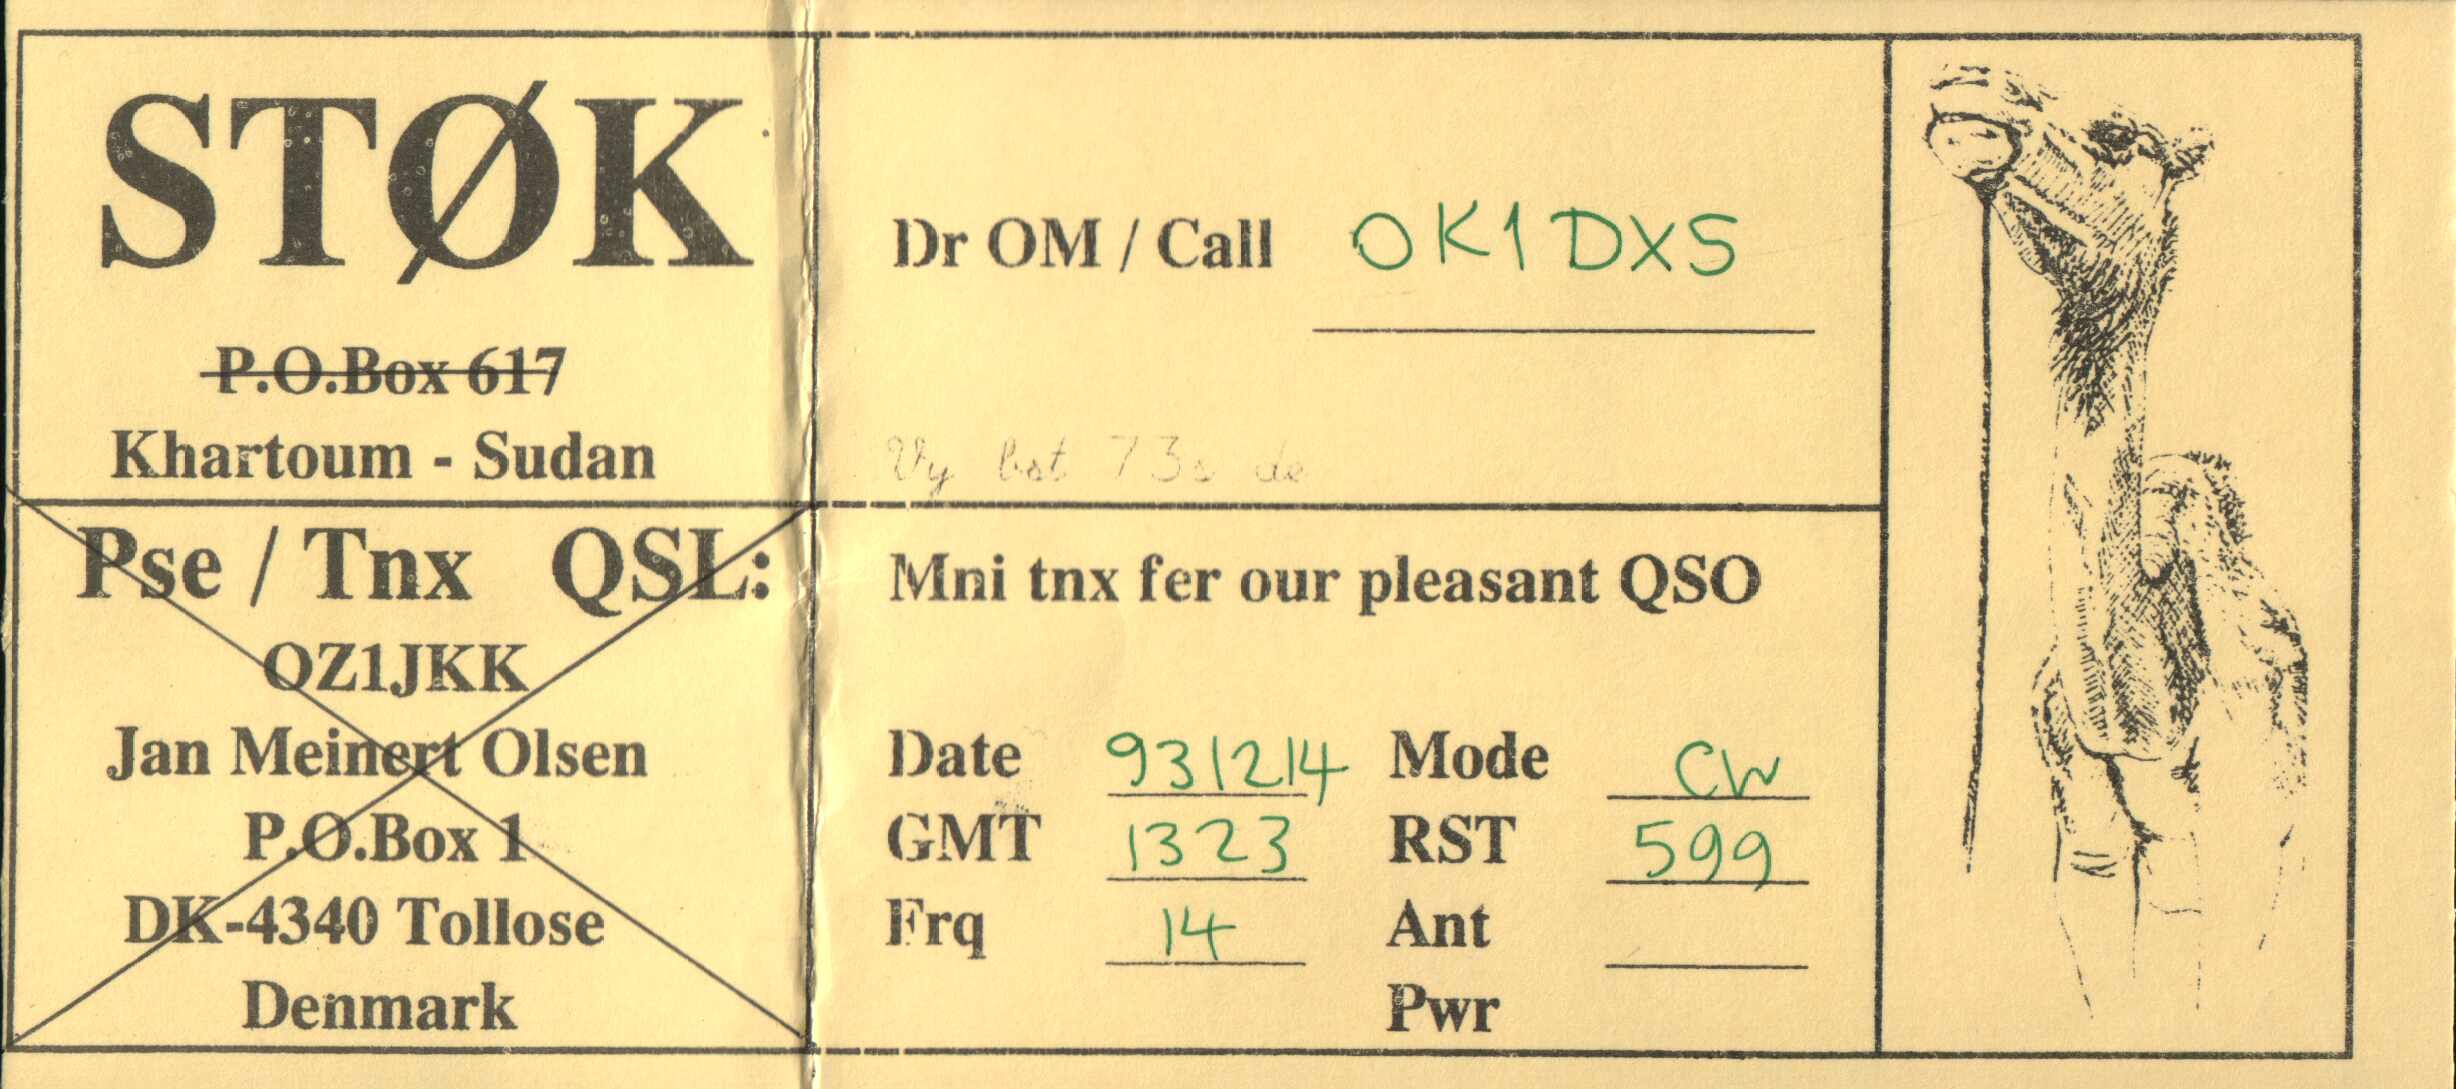 STØK
P.O.Box 617
Khartoum - Sudan
Pse / Tnx QSL:
OZ1JKK
Jan Meinert Olsen
P.O.Box 1
DK-4340 Tollose
Denmark
Dr OM / Call OK1DXS
Vy bst 73s de
Mni tnx fer our pleasant QSO
Date 931214 Mode CW
GMT 1323 RST 599
Frq 14 Ant
Pwr